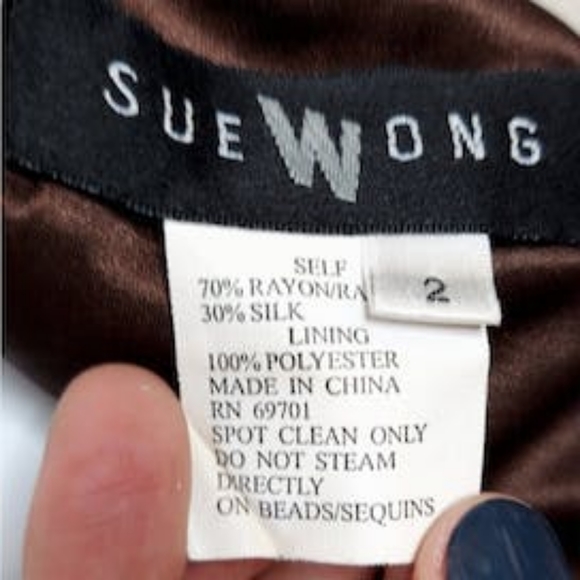 SUE WONG
2
SELF
70% RAYON/RA
30% SILK
LINING
100% POLYESTER
MADE IN CHINA
RN 69701
SPOT CLEAN ONLY
DO NOT STEAM
DIRECTLY
ON BEADS/SEQUINS